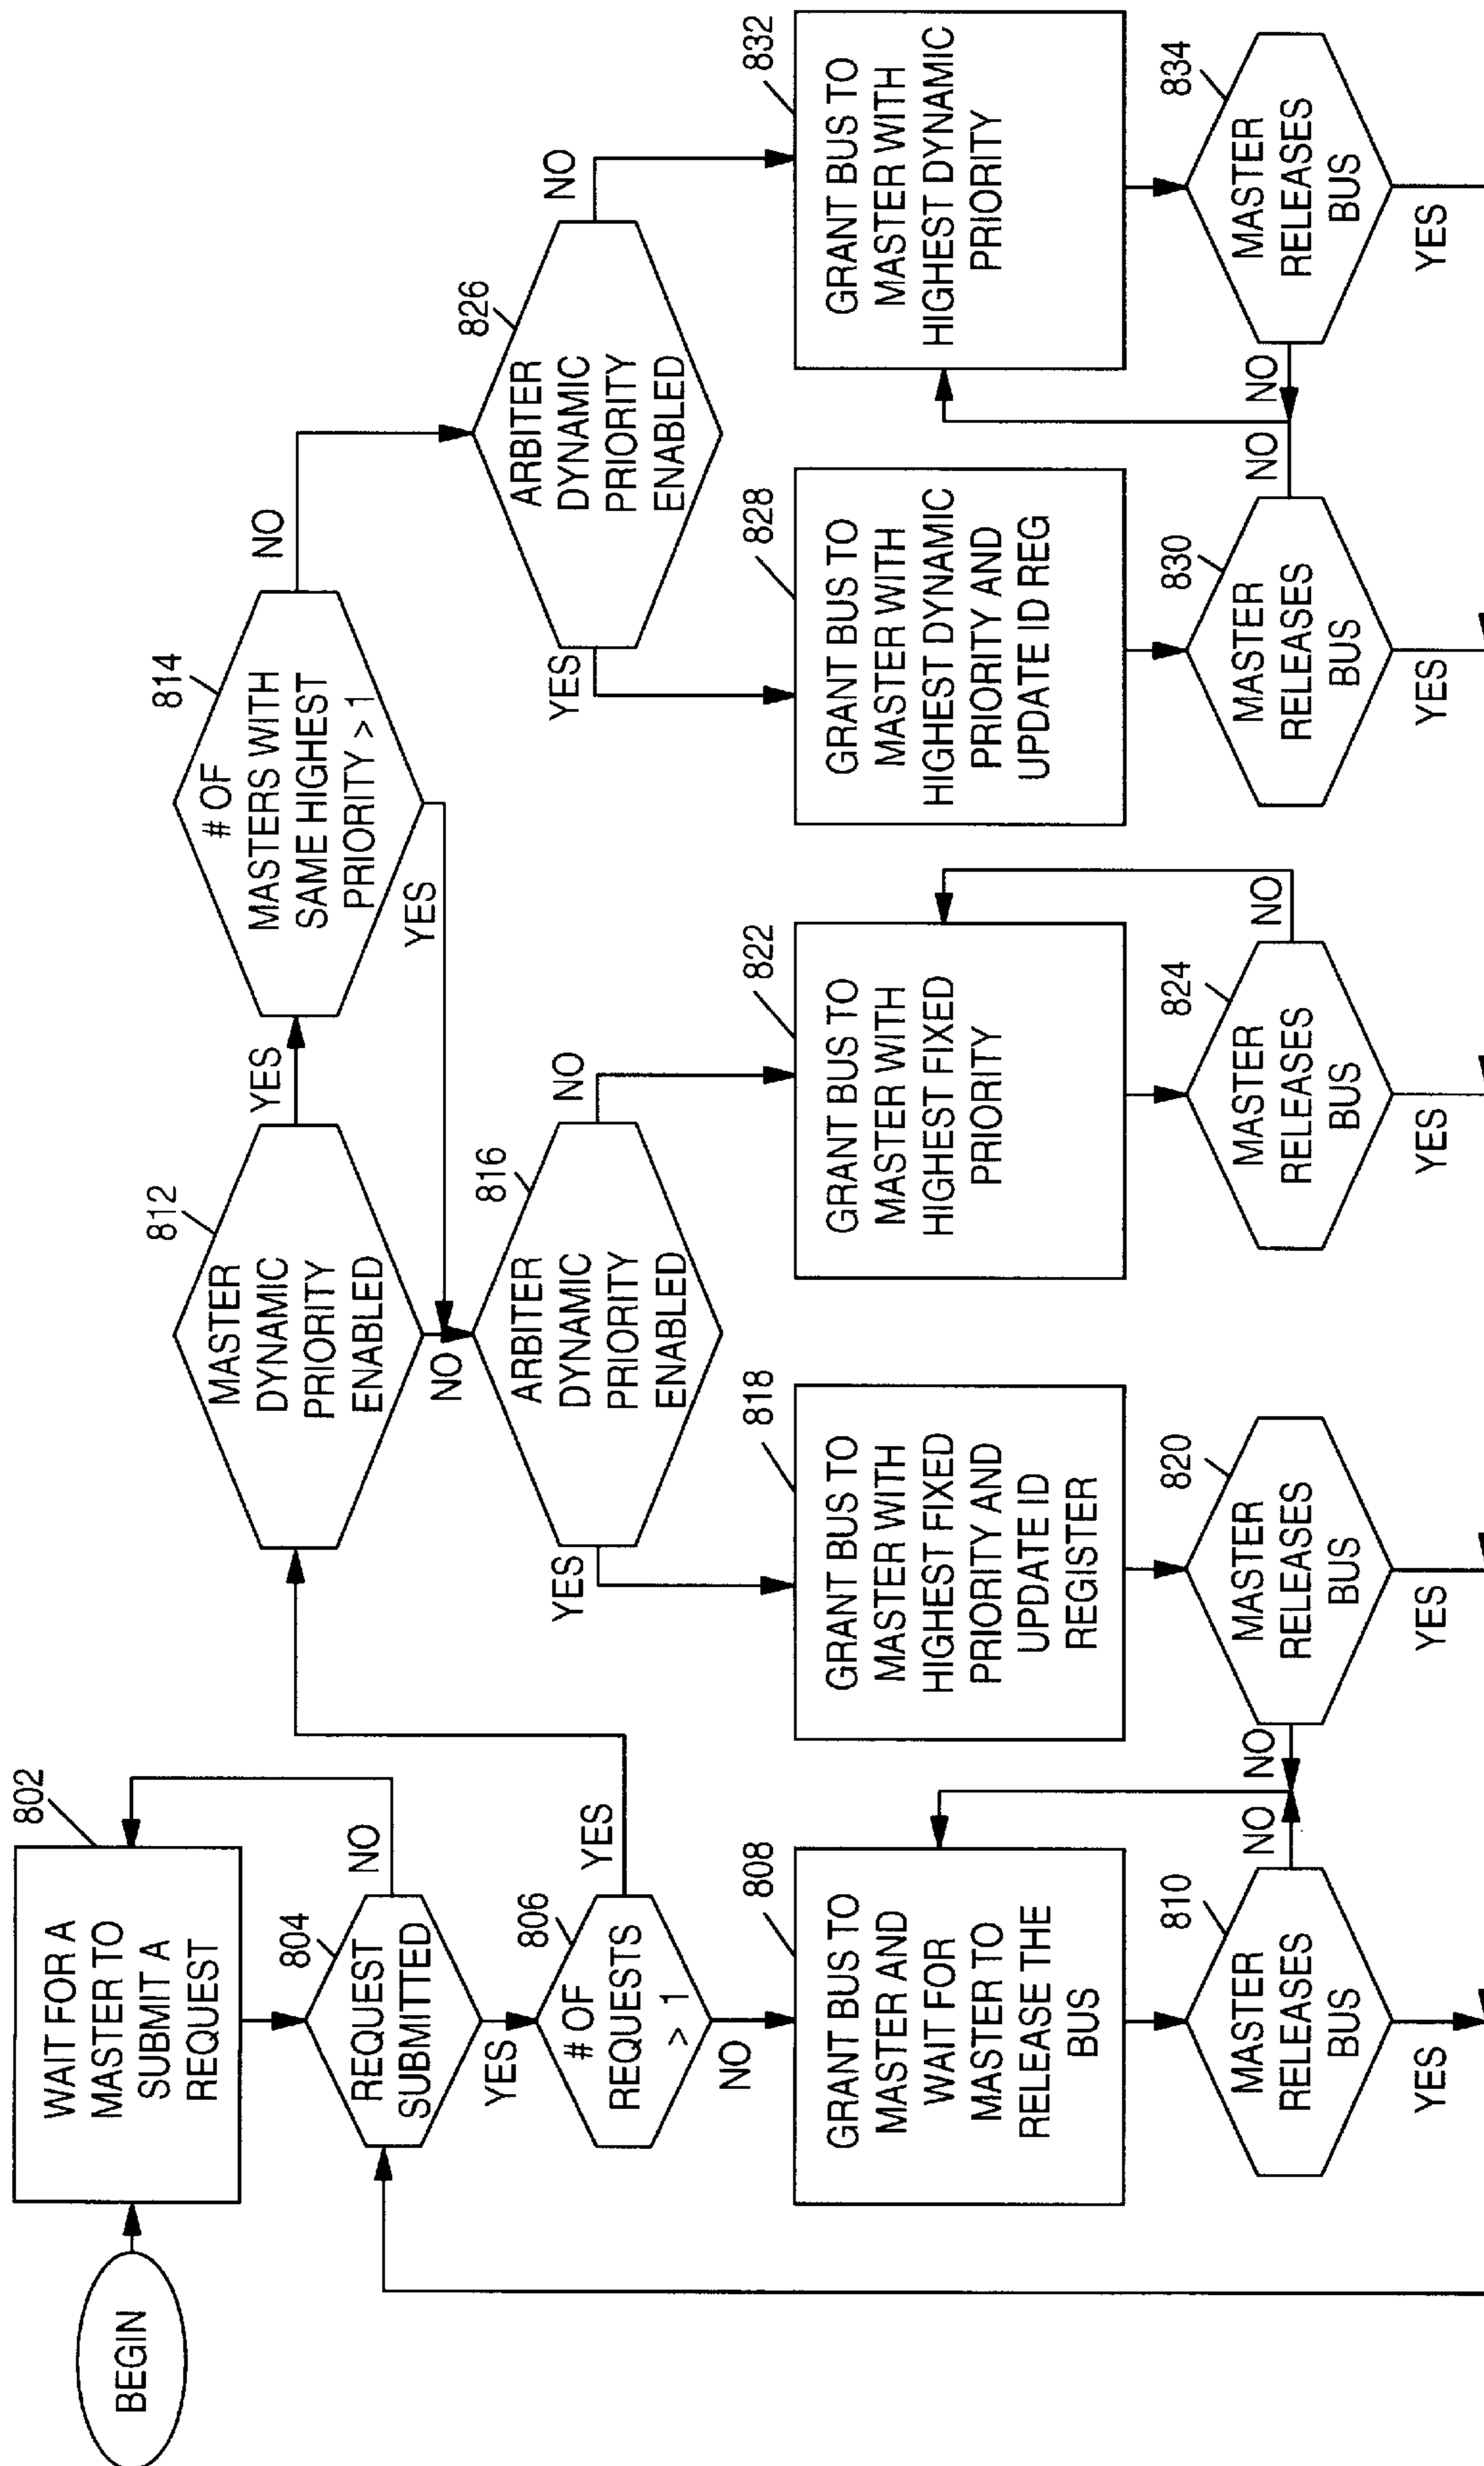 BEGIN
802
WAIT FOR A
MASTER TO
SUBMIT A
REQUEST
804
REQUEST
SUBMITTED
NO
YES
806
# OF
REQUESTS
> 1
YES
NO
808
GRANT BUS TO
MASTER AND
WAIT FOR
MASTER TO
RELEASE THE
BUS
810
MASTER
RELEASES
BUS
NO
YES
812
MASTER
DYNAMIC
PRIORITY
ENABLED
YES
NO
814
# OF
MASTERS WITH
SAME HIGHEST
PRIORITY > 1
NO
YES
816
ARBITER
DYNAMIC
PRIORITY
ENABLED
YES
NO
818
GRANT BUS TO
MASTER WITH
HIGHEST FIXED
PRIORITY AND
UPDATE ID
REGISTER
820
MASTER
RELEASES
BUS
NO
YES
822
GRANT BUS TO
MASTER WITH
HIGHEST FIXED
PRIORITY
824
MASTER
RELEASES
BUS
NO
YES
826
ARBITER
DYNAMIC
PRIORITY
ENABLED
YES
NO
828
GRANT BUS TO
MASTER WITH
HIGHEST DYNAMIC
PRIORITY AND
UPDATE ID REG
830
MASTER
RELEASES
BUS
NO
YES
832
GRANT BUS TO
MASTER WITH
HIGHEST DYNAMIC
PRIORITY
834
MASTER
RELEASES
BUS
NO
YES